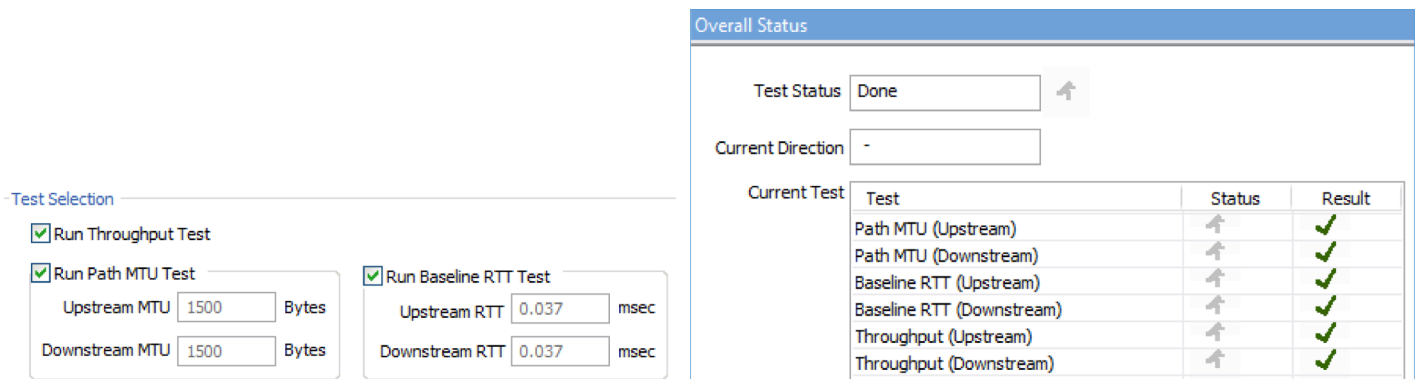 Test Selection
Run Throughput Test
Run Path MTU Test
Upstream MTU 1500 Bytes
Downstream MTU 1500 Bytes
Run Baseline RTT Test
Upstream RTT 0.037 msec
Downstream RTT 0.037 msec
Overall Status
Test Status Done
Current Direction -
Current Test
Test Status Result
Path MTU (Upstream)
Path MTU (Downstream)
Baseline RTT (Upstream)
Baseline RTT (Downstream)
Throughput (Upstream)
Throughput (Downstream)